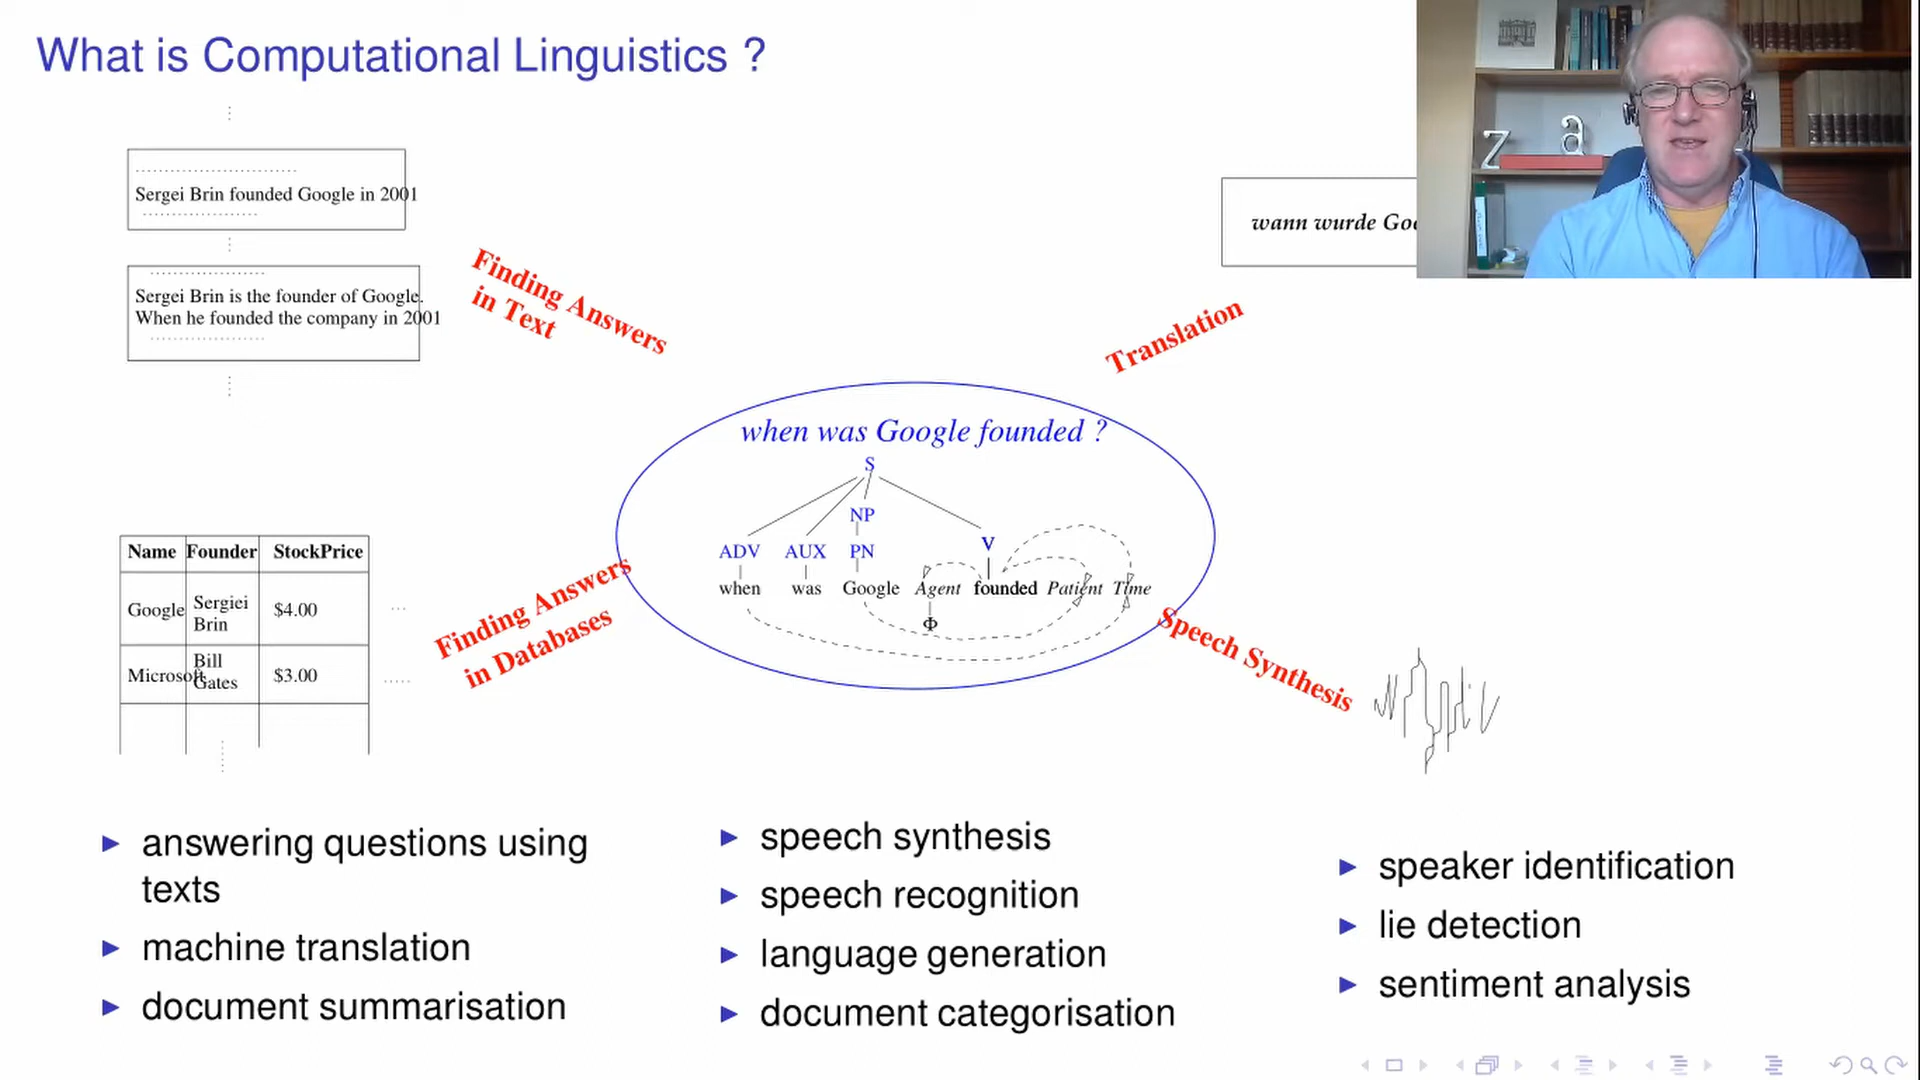 What is Computational Linguistics ?
Sergei Brin founded Google in 2001
Sergei Brin is the founder of Google.
When he founded the company in 2001
Finding Answers
in Text
wann wurde
z a
Translation
when was Google founded ?
S
NP
ADV AUX PN V
when was Google Agent founded Patient Time
Φ
Name Founder StockPrice
Google Sergiei
Brin $4.00
Microsoft Bill
Gates $3.00
Finding Answers
in Databases
Speech Synthesis
answering questions using
texts
machine translation
document summarisation
speech synthesis
speech recognition
language generation
document categorisation
speaker identification
lie detection
sentiment analysis